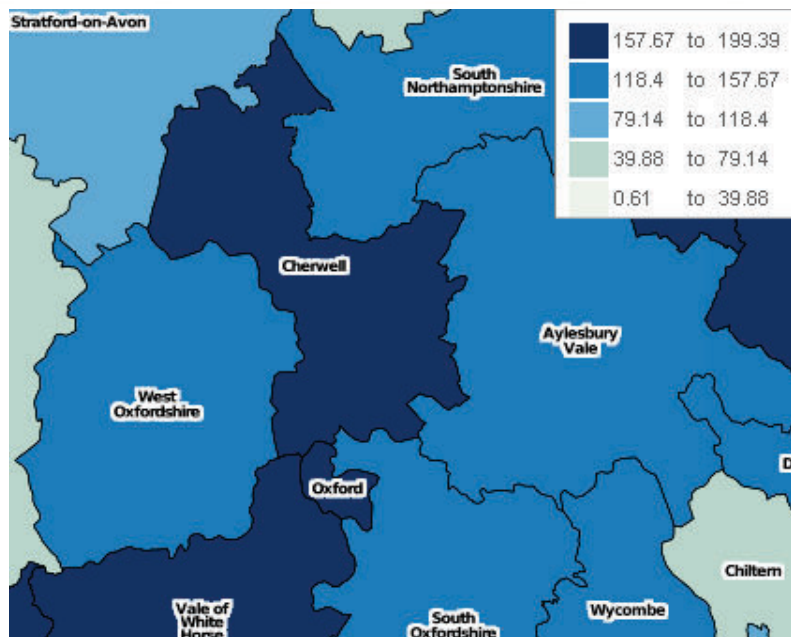 Stratford-on-Avon
157.67 to 199.39
118.4 to 157.67
79.14 to 118.4
39.88 to 79.14
0.61 to 39.88
South
Northamptonshire
Cherwell
Aylesbury
Vale
West
Oxfordshire
D
Oxford
Chiltern
Vale of
White
Horse
South
Oxfordshire
Wycombe